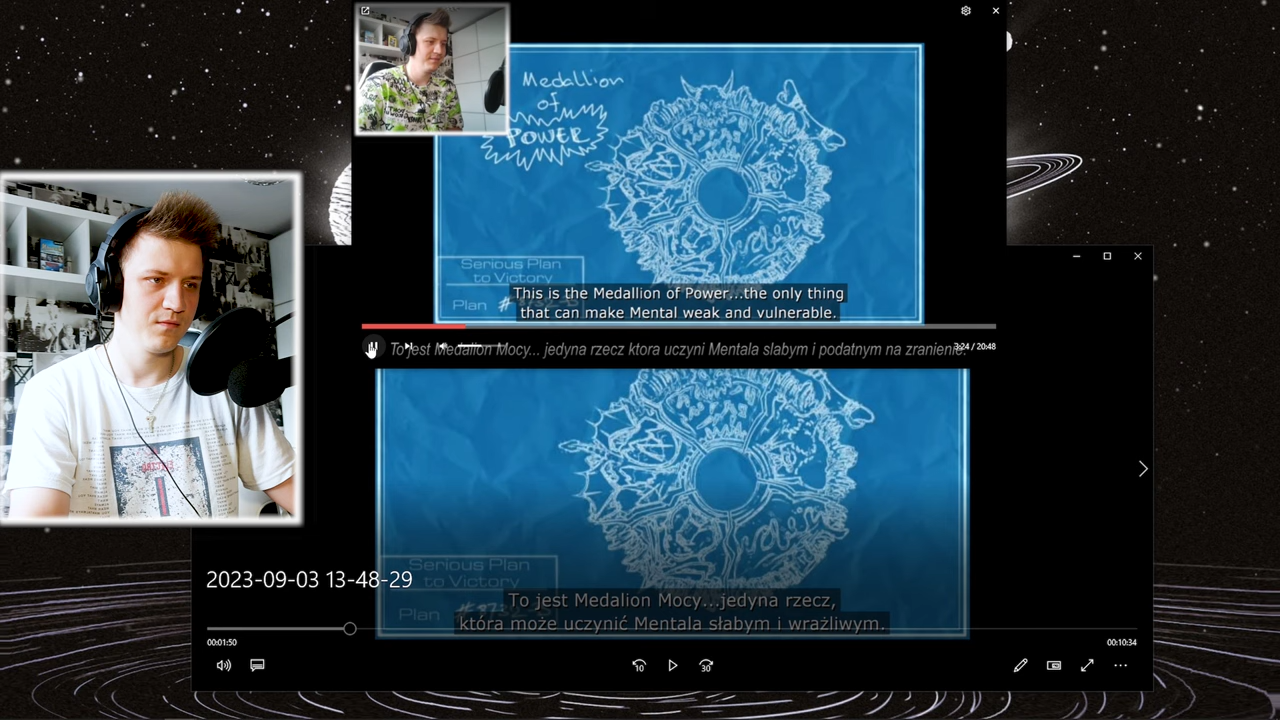 Medallion
of
POWER
Serious Plan
to Victory
Plan
This is the Medallion of Power...the only thing
that can make Mental weak and vulnerable.
To jest Medalion Mocy... jedyna rzecz ktora uczyni Mentala slabym i podatnym na zranienie.
3:24 / 20:48
Serious Plan
to Victory
Plan
To jest Medalion Mocy...jedyna rzecz,
która może uczynić Mentala słabym i wrażliwym.
2023-09-03 13-48-29
00:01:50
00:10:34
10
30